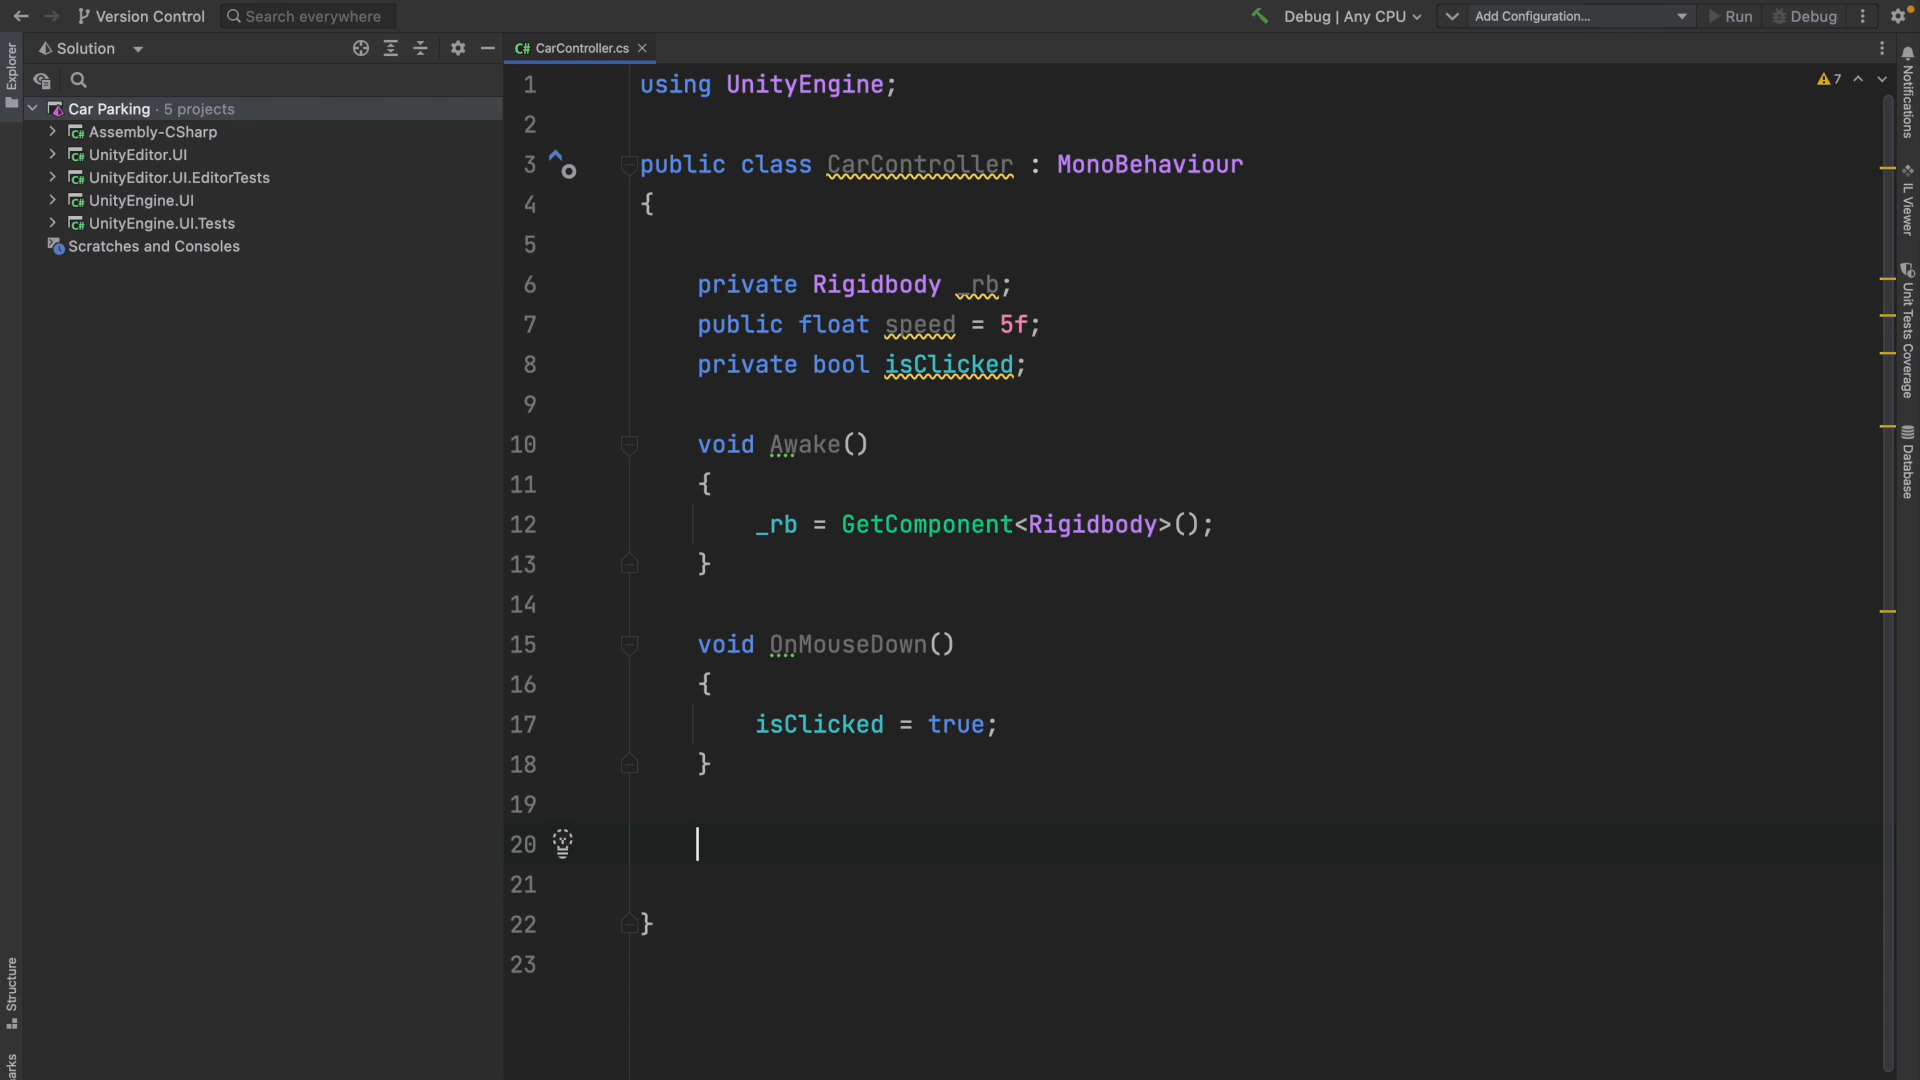 Version Control
Search everywhere
Debug | Any CPU
Add Configuration...
Run
Debug
Explorer
Solution
C# CarController.cs
Car Parking · 5 projects
C# Assembly-CSharp
C# UnityEditor.UI
C# UnityEditor.UI.EditorTests
C# UnityEngine.UI
C# UnityEngine.UI.Tests
Scratches and Consoles
Structure
arks
7
1 using UnityEngine;
2
3 public class CarController : MonoBehaviour
4 {
5
6 private Rigidbody _rb;
7 public float speed = 5f;
8 private bool isClicked;
9
10 void Awake()
11 {
12 _rb = GetComponent<Rigidbody>();
13 }
14
15 void OnMouseDown()
16 {
17 isClicked = true;
18 }
19
20
21
22 }
23
Notifications
IL Viewer
Unit Tests Coverage
Database